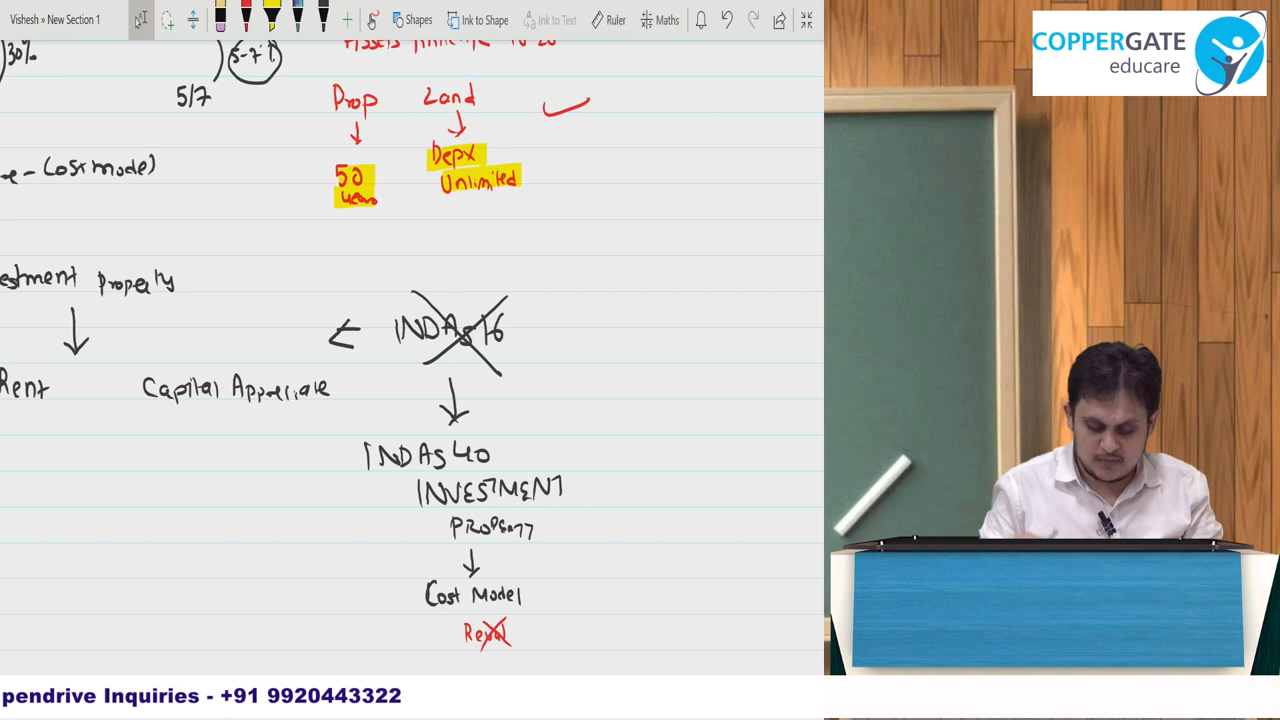 Vishesh » New Section 1
Shapes
Ink to Shape
Ink to Text
Ruler
Maths
COPPERGATE
educare
30%
5-7
5/7
Assets
Prop
Land
50
years
Depx
Unlimited
- Cost model)
estment Property
INDAS 16
Rent
Capital Appreciate
INDAS 40
INVESTMENT
PROPERTY
Cost Model
Reval
pendrive Inquiries - +91 9920443322